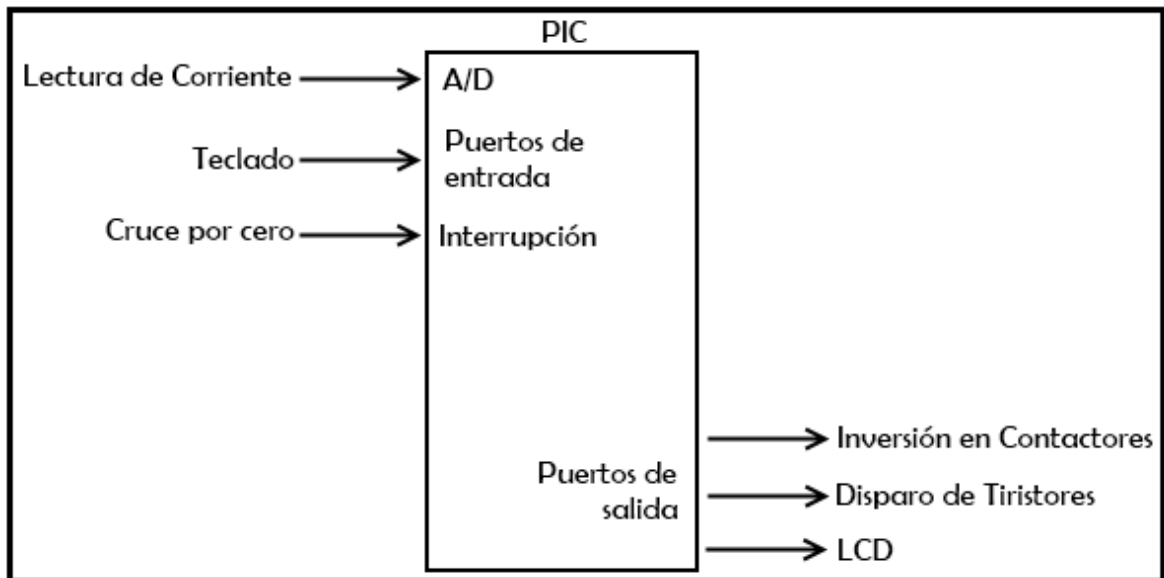 PIC
Lectura de Corriente
A/D
Teclado
Puertos de
entrada
Cruce por cero
Interrupción
Puertos de
salida
Inversión en Contactores
Disparo de Tiristores
LCD